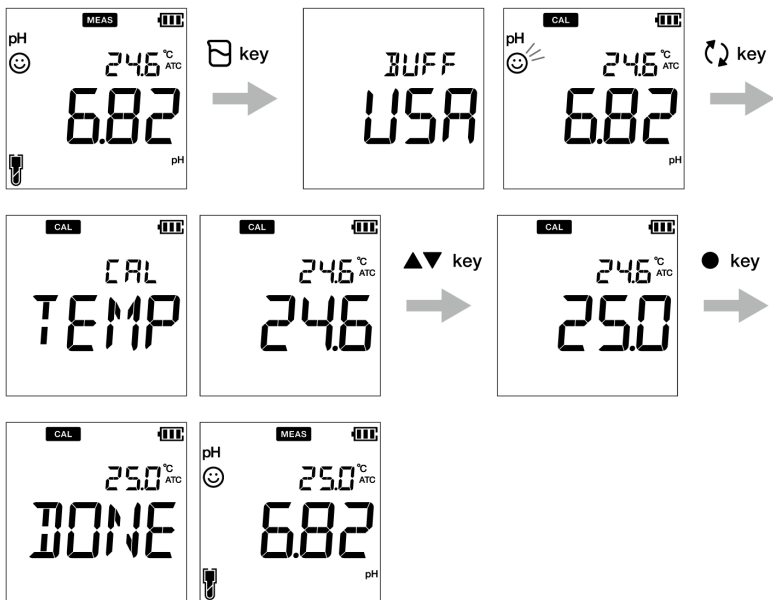 MEAS
pH
24.6 °C
ATC
6.82
pH
key
BUFF
USA
CAL
pH
24.6 °C
ATC
6.82
pH
key
CAL
CAL
TEMP
CAL
24.6 °C
ATC
24.6
▲▼ key
CAL
24.6 °C
ATC
25.0
● key
CAL
25.0 °C
ATC
DONE
MEAS
pH
25.0 °C
ATC
6.82
pH